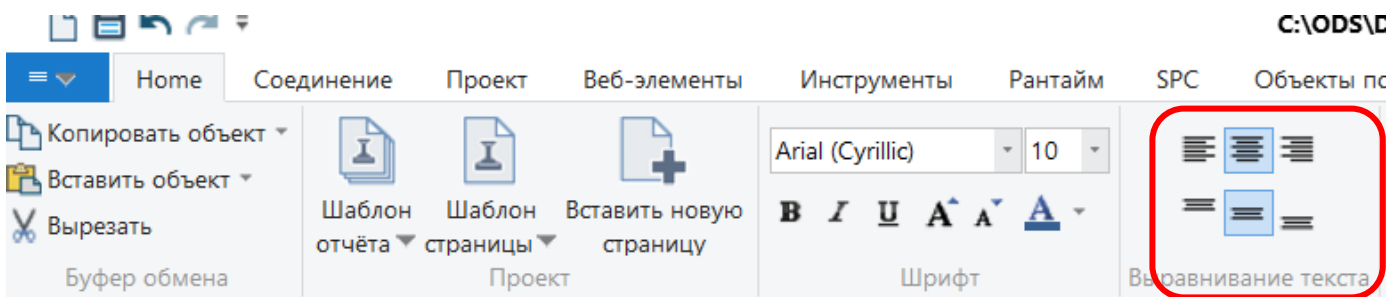 C:\ODS\D
Home Соединение Проект Веб-элементы Инструменты Рантайм SPC Объекты по
Копировать объект
Вставить объект
Вырезать
Буфер обмена
Шаблон отчёта
Шаблон страницы
Вставить новую страницу
Проект
Arial (Cyrillic) 10
B I U A A A
Шрифт
Выравнивание текста